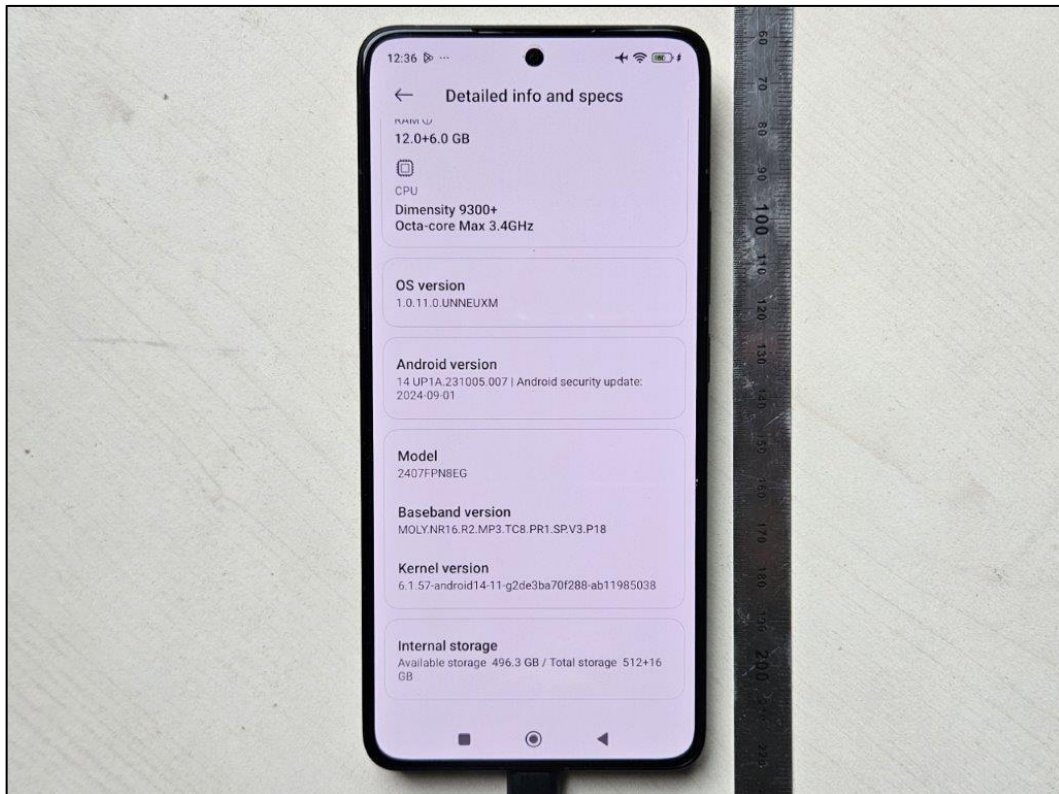 12:36
Detailed info and specs
RAM
12.0+6.0 GB
CPU
Dimensity 9300+
Octa-core Max 3.4GHz
OS version
1.0.11.0.UNNEUXM
Android version
14 UP1A.231005.007 | Android security update:
2024-09-01
Model
2407FPN8EG
Baseband version
MOLY.NR16.R2.MP3.TC8.PR1.SP.V3.P18
Kernel version
6.1.57-android14-11-g2de3ba70f288-ab11985038
Internal storage
Available storage 496.3 GB / Total storage 512+16
GB
60
70
80
90
100
110
120
130
140
150
160
170
180
190
200
220